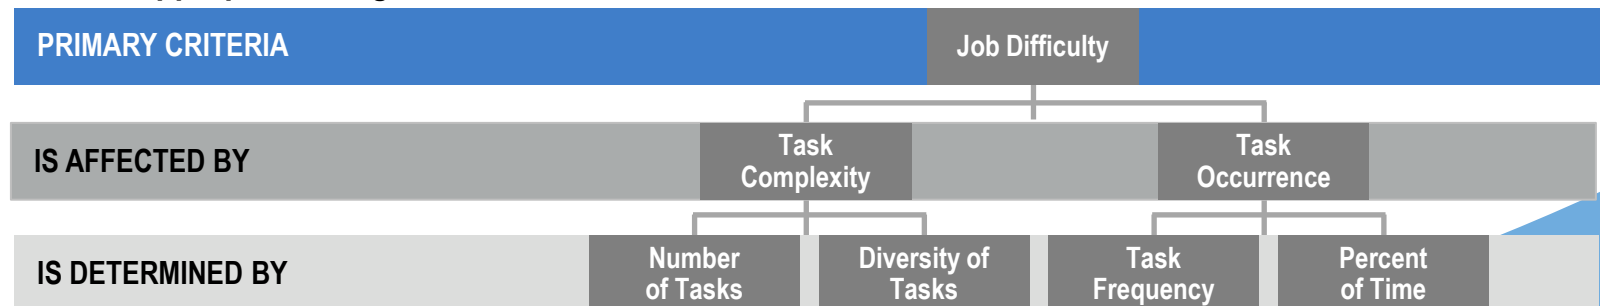 PRIMARY CRITERIA
Job Difficulty
IS AFFECTED BY
Task
Complexity
Task
Occurrence
IS DETERMINED BY
Number
of Tasks
Diversity of
Tasks
Task
Frequency
Percent
of Time